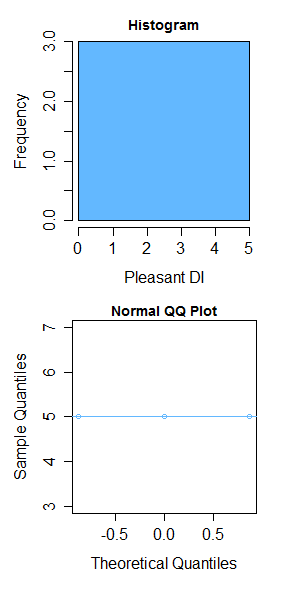 Histogram
3.0
2.0
1.0
0.0
Frequency
0 1 2 3 4 5
Pleasant DI
Normal QQ Plot
7
6
5
4
3
Sample Quantiles
-0.5 0.0 0.5
Theoretical Quantiles